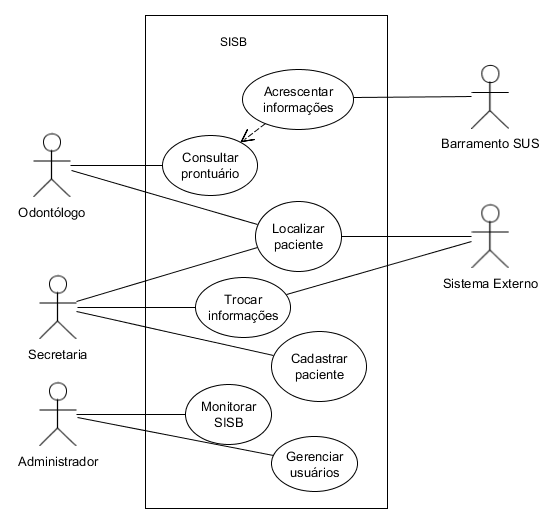 SISB
Acrescentar
informações
Barramento SUS
Consultar
prontuário
Odontólogo
Localizar
paciente
Sistema Externo
Trocar
informações
Secretaria
Cadastrar
paciente
Monitorar
SISB
Administrador
Gerenciar
usuários